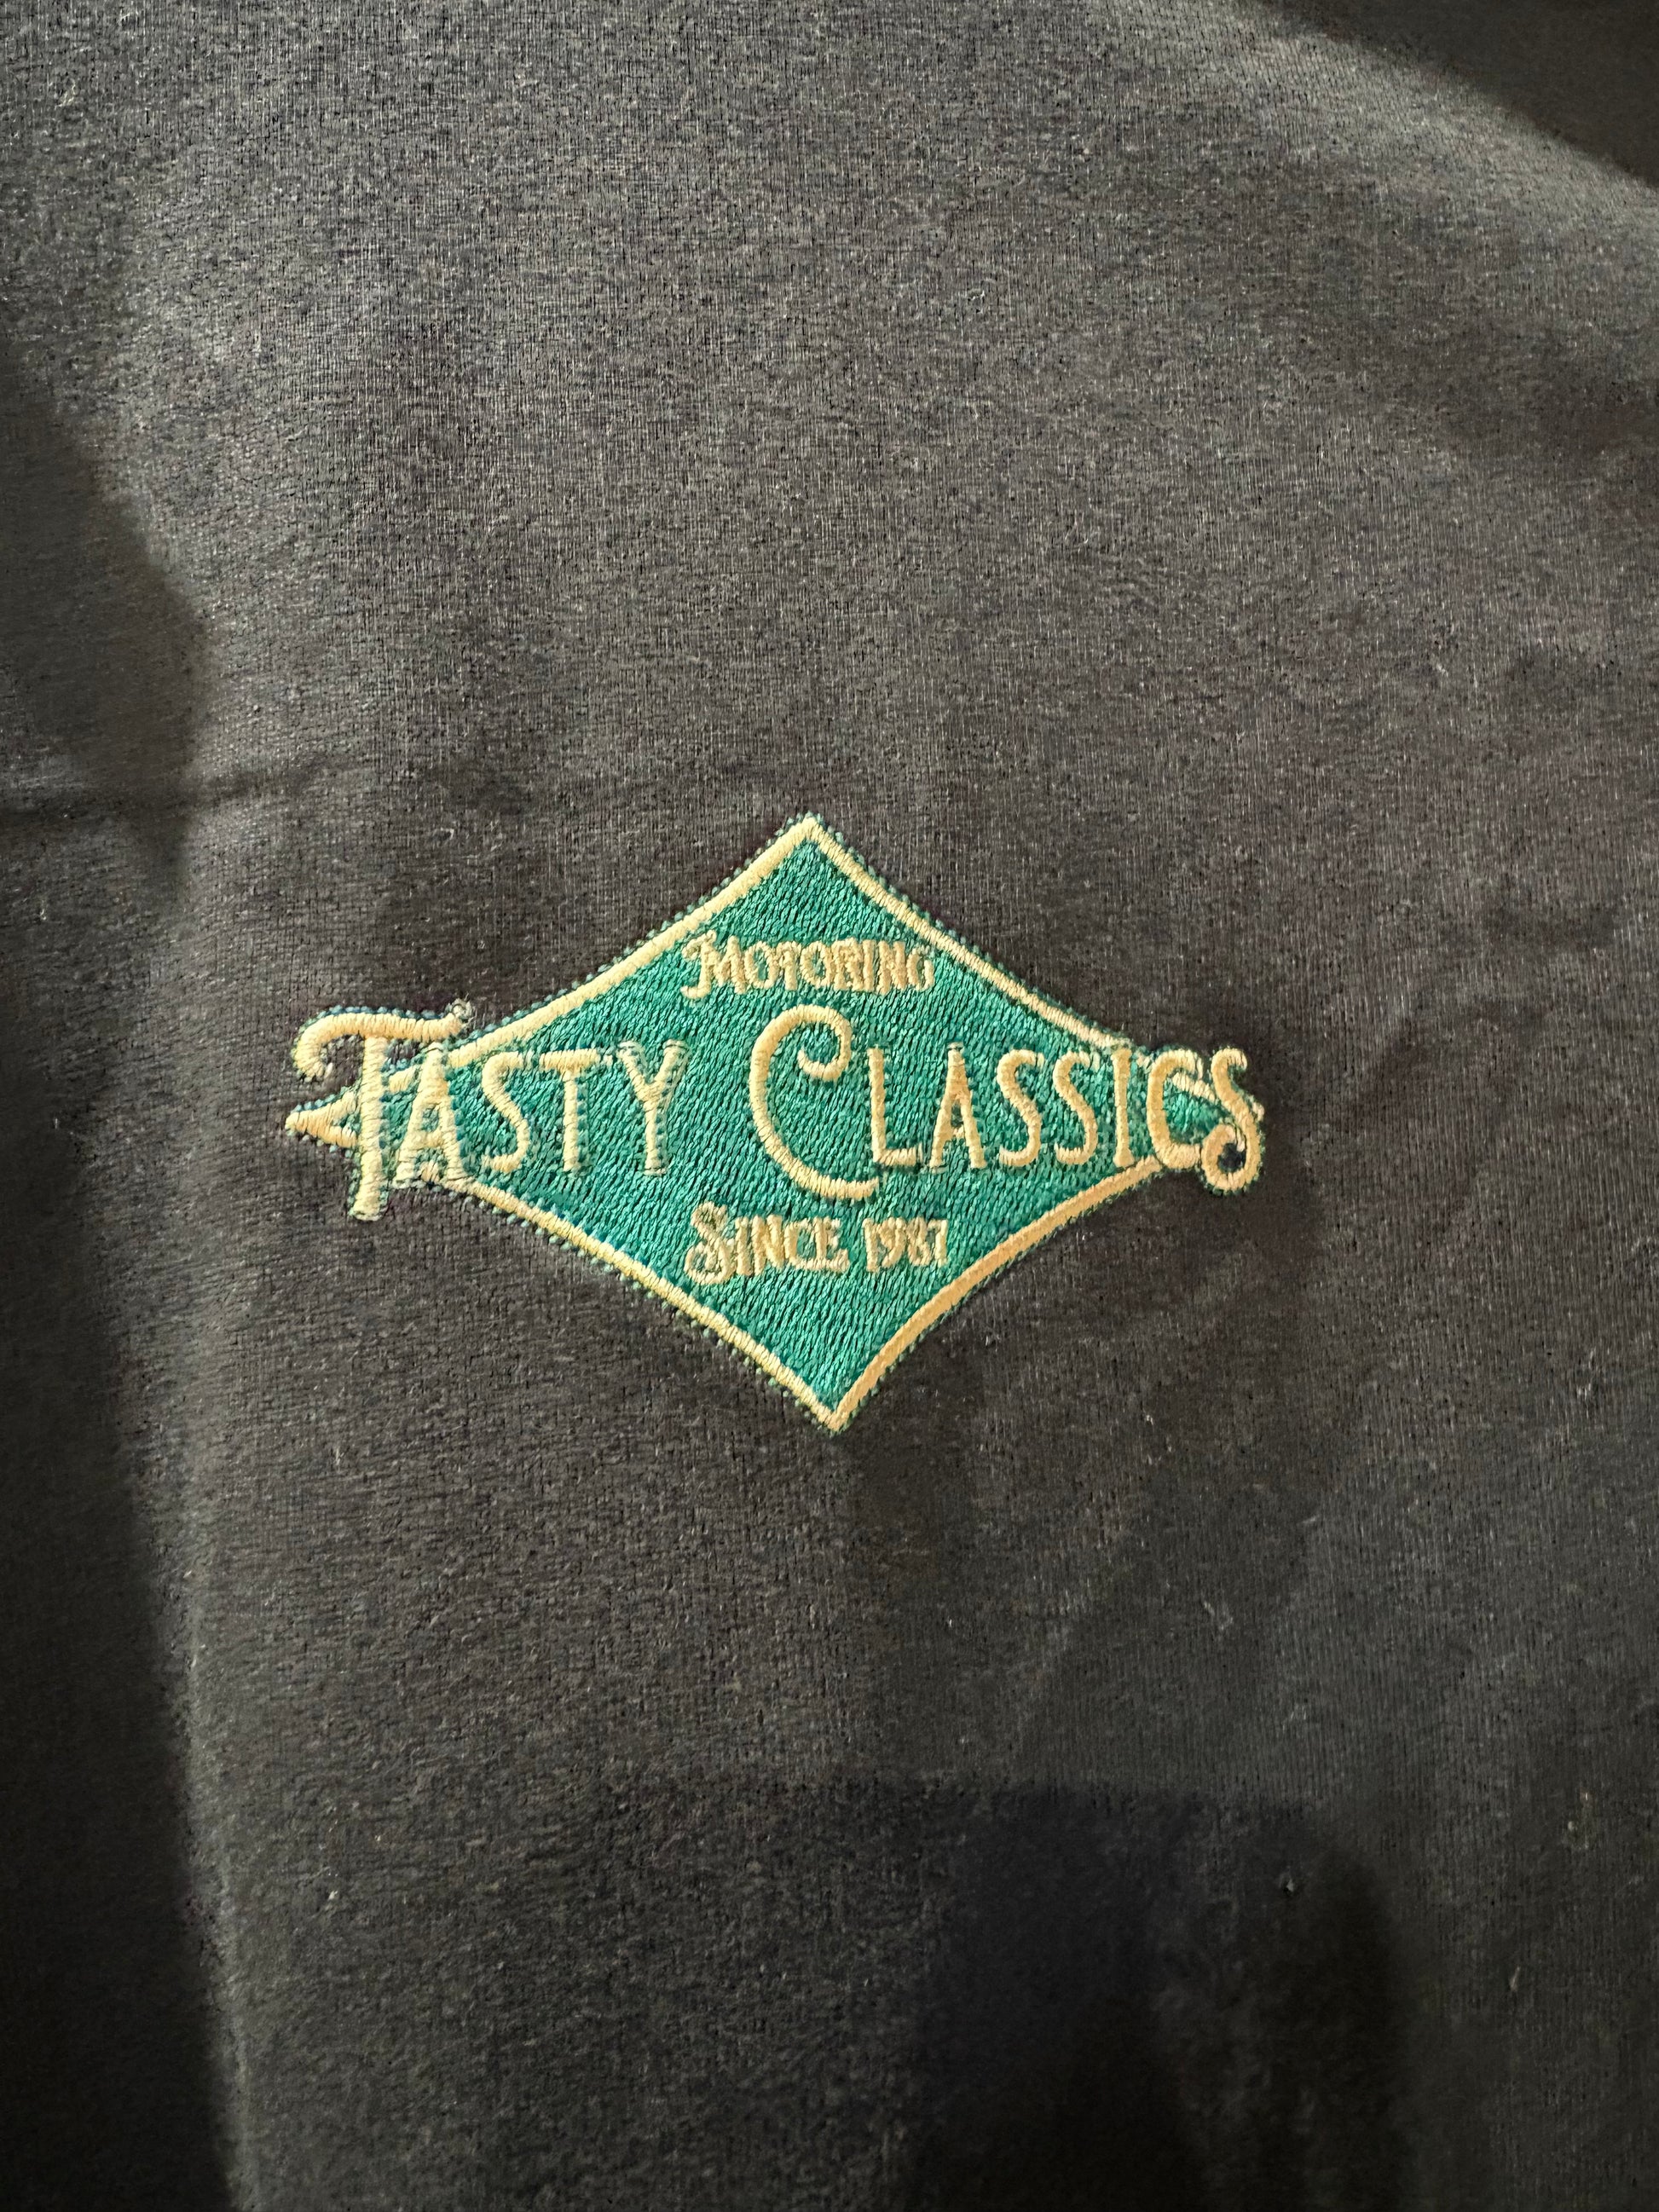 Motoring
Tasty Classics
Since 1987